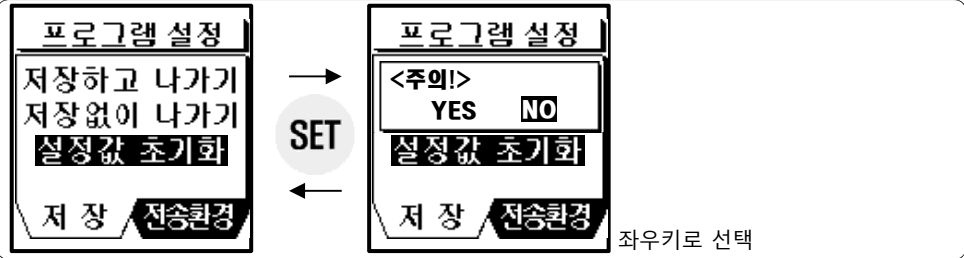 프로그램 설정
저장하고 나가기
저장없이 나가기
설정값 초기화
저 장
전송환경
SET
프로그램 설정
<주의!>
YES NO
설정값 초기화
저 장
전송환경
좌우키로 선택